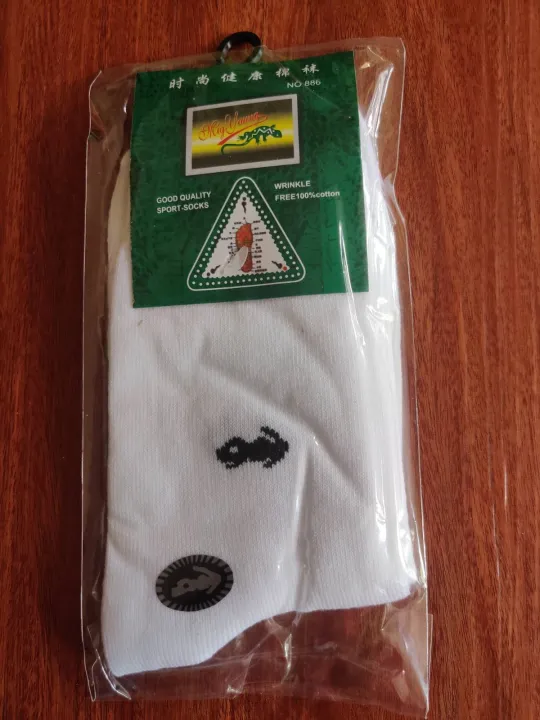 时尚健康棉袜
NO 886
GOOD QUALITY
SPORT-SOCKS
WRINKLE
FREE100%cotton